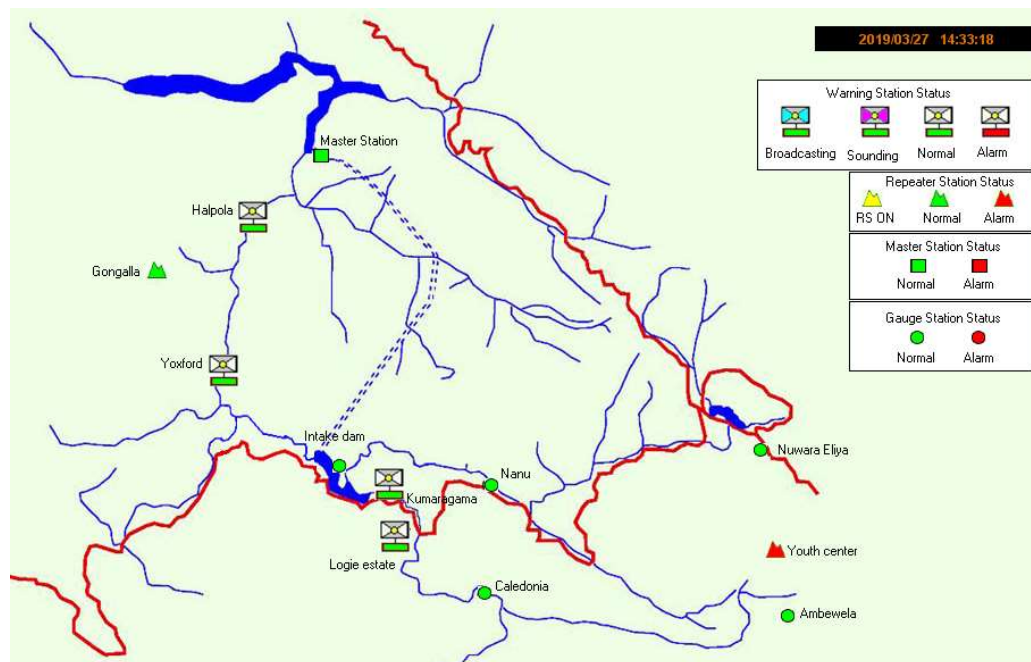 2019/03/27 14:33:18
Warning Station Status
Broadcasting Sounding Normal Alarm
Repeater Station Status
RS ON Normal Alarm
Master Station Status
Normal Alarm
Gauge Station Status
Normal Alarm
Master Station
Halpola
Gongalla
Yoxford
Intake dam
Nuwara Eliya
Nanu
Kumaragama
Logie estate
Youth center
Caledonia
Ambewela